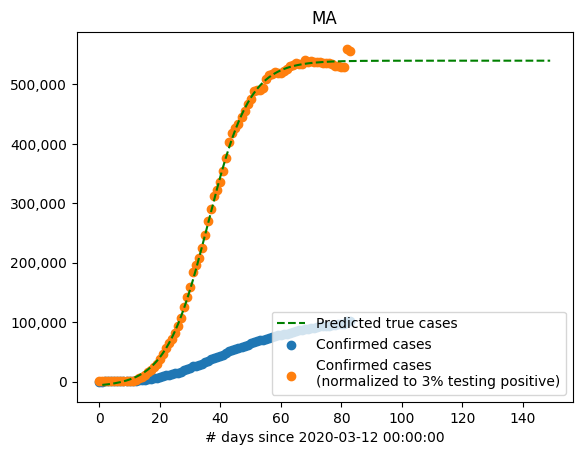 MA
500,000
400,000
300,000
200,000
100,000
0
0 20 40 60 80 100 120 140
# days since 2020-03-12 00:00:00
Predicted true cases
Confirmed cases
Confirmed cases
(normalized to 3% testing positive)